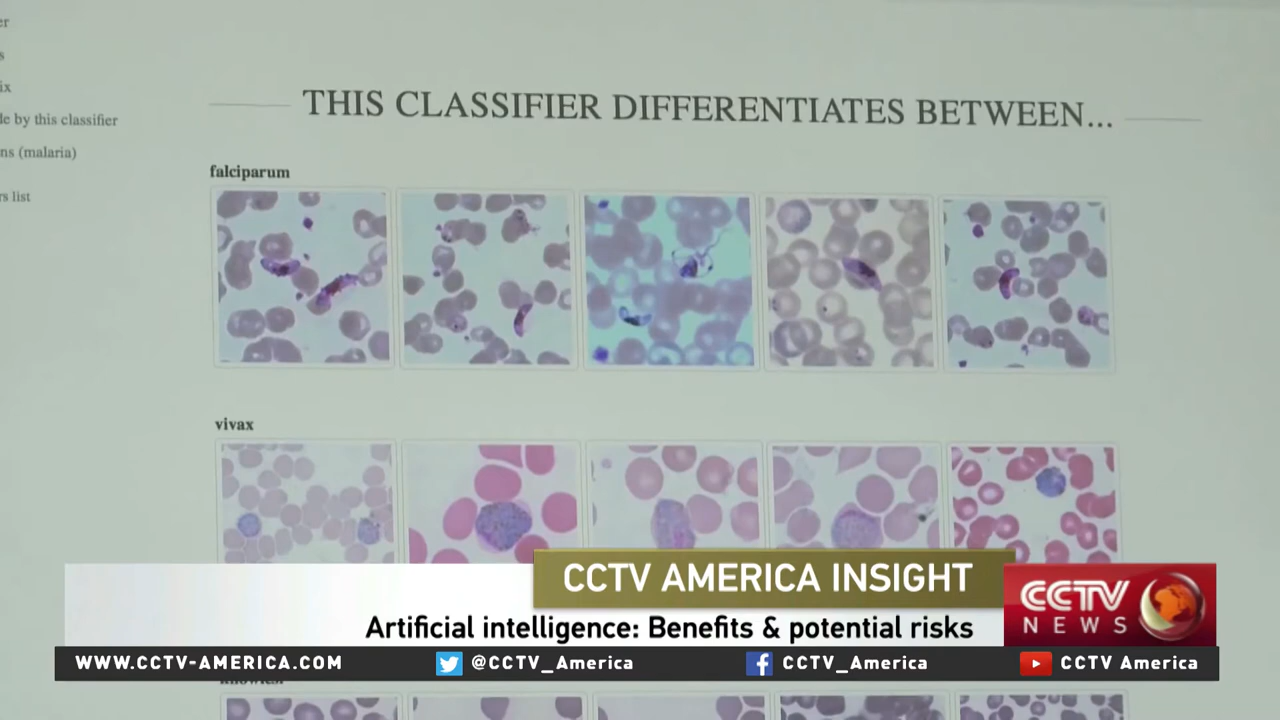 er
s
ix
le by this classifier
ns (malaria)
rs list
THIS CLASSIFIER DIFFERENTIATES BETWEEN...
falciparum
vivax
CCTV AMERICA INSIGHT
Artificial intelligence: Benefits & potential risks
CCTV
NEWS
WWW.CCTV-AMERICA.COM
@CCTV_America
CCTV_America
CCTV America